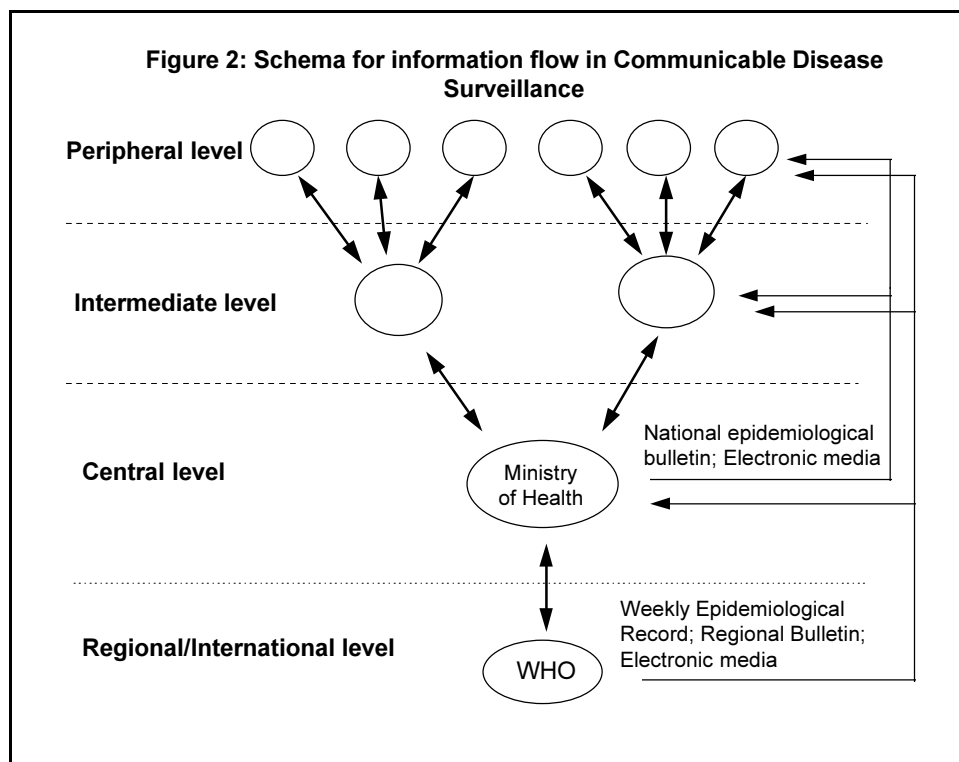 Figure 2: Schema for information flow in Communicable Disease
Surveillance
Peripheral level
Intermediate level
National epidemiological
bulletin; Electronic media
Central level
Ministry
of Health
Weekly Epidemiological
Record; Regional Bulletin;
Electronic media
Regional/International level
WHO